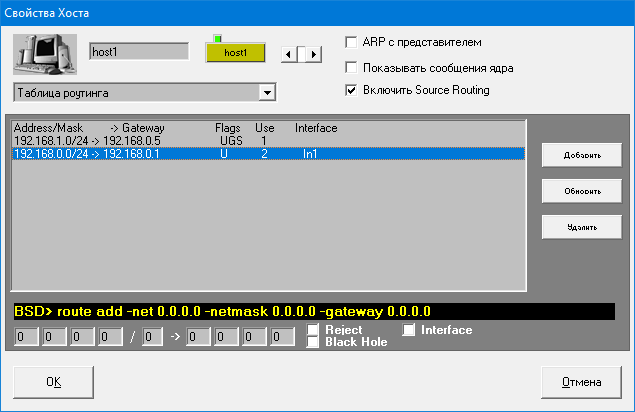 Свойства Хоста
host1
host1
ARP с представителем
Показывать сообщения ядра
Включить Source Routing
Таблица роутинга
Address/Mask -> Gateway Flags Use Interface
192.168.1.0/24 -> 192.168.0.5 UGS 1
192.168.0.0/24 -> 192.168.0.1 U 2 In1
Добавить
Обновить
Удалить
BSD> route add -net 0.0.0.0 -netmask 0.0.0.0 -gateway 0.0.0.0
0 0 0 0 / 0 -> 0 0 0 0 Reject Interface
Black Hole
OK Отмена